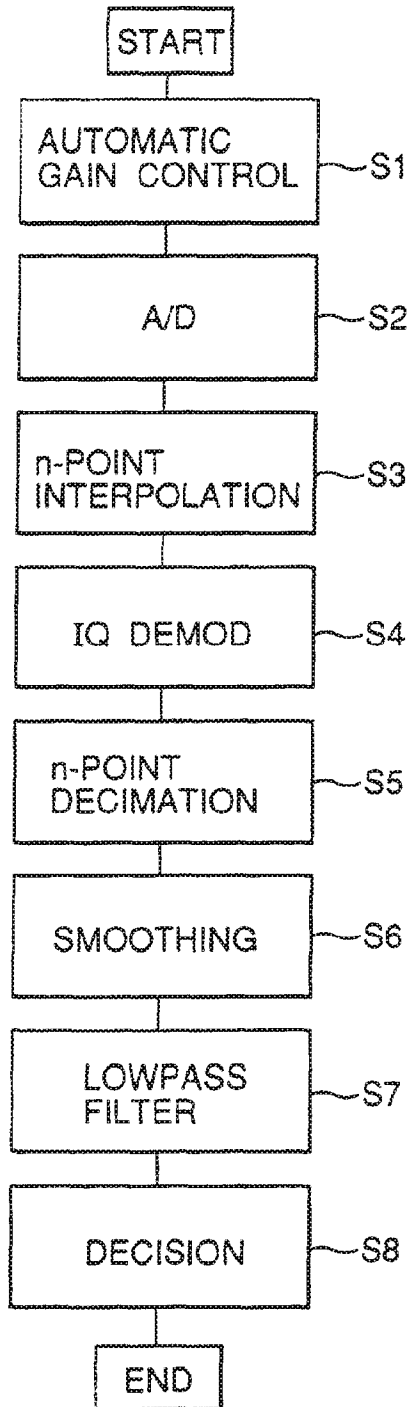 START
AUTOMATIC
GAIN CONTROL
S1
A/D
S2
n-POINT
INTERPOLATION
S3
IQ DEMOD
S4
n-POINT
DECIMATION
S5
SMOOTHING
S6
LOWPASS
FILTER
S7
DECISION
S8
END